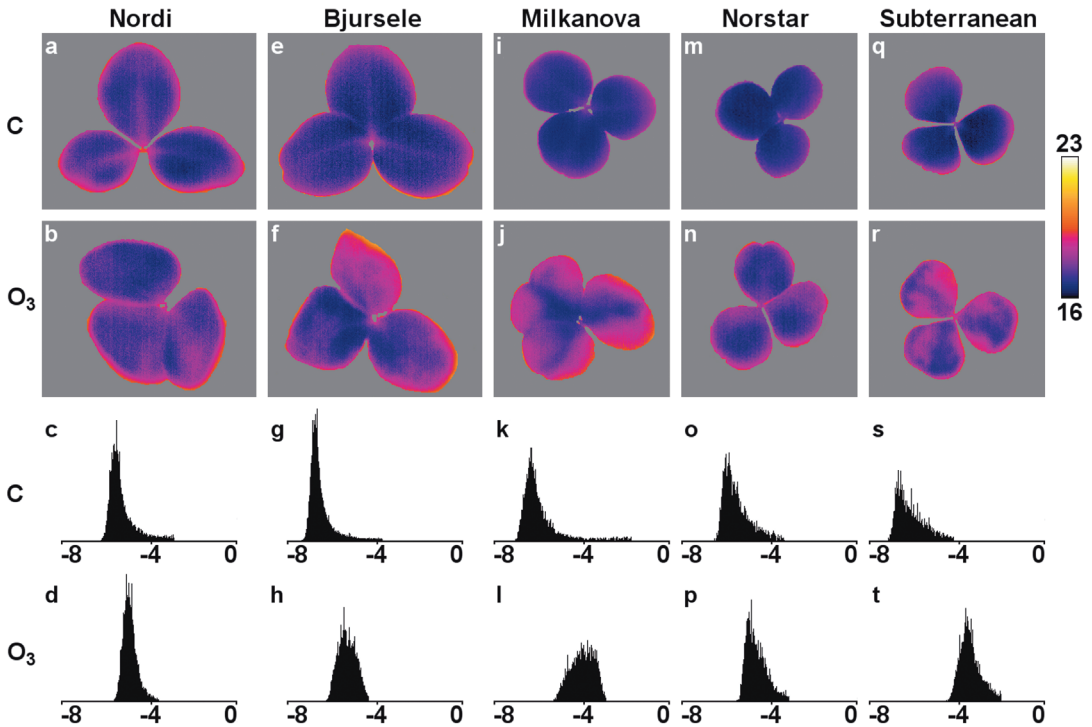 Nordi Bjursele Milkanova Norstar Subterranean
a e i m q
C
23
b f j n r
O3
16
c g k o s
C
-8 -4 0 -8 -4 0 -8 -4 0 -8 -4 0 -8 -4 0
d h l p t
O3
-8 -4 0 -8 -4 0 -8 -4 0 -8 -4 0 -8 -4 0